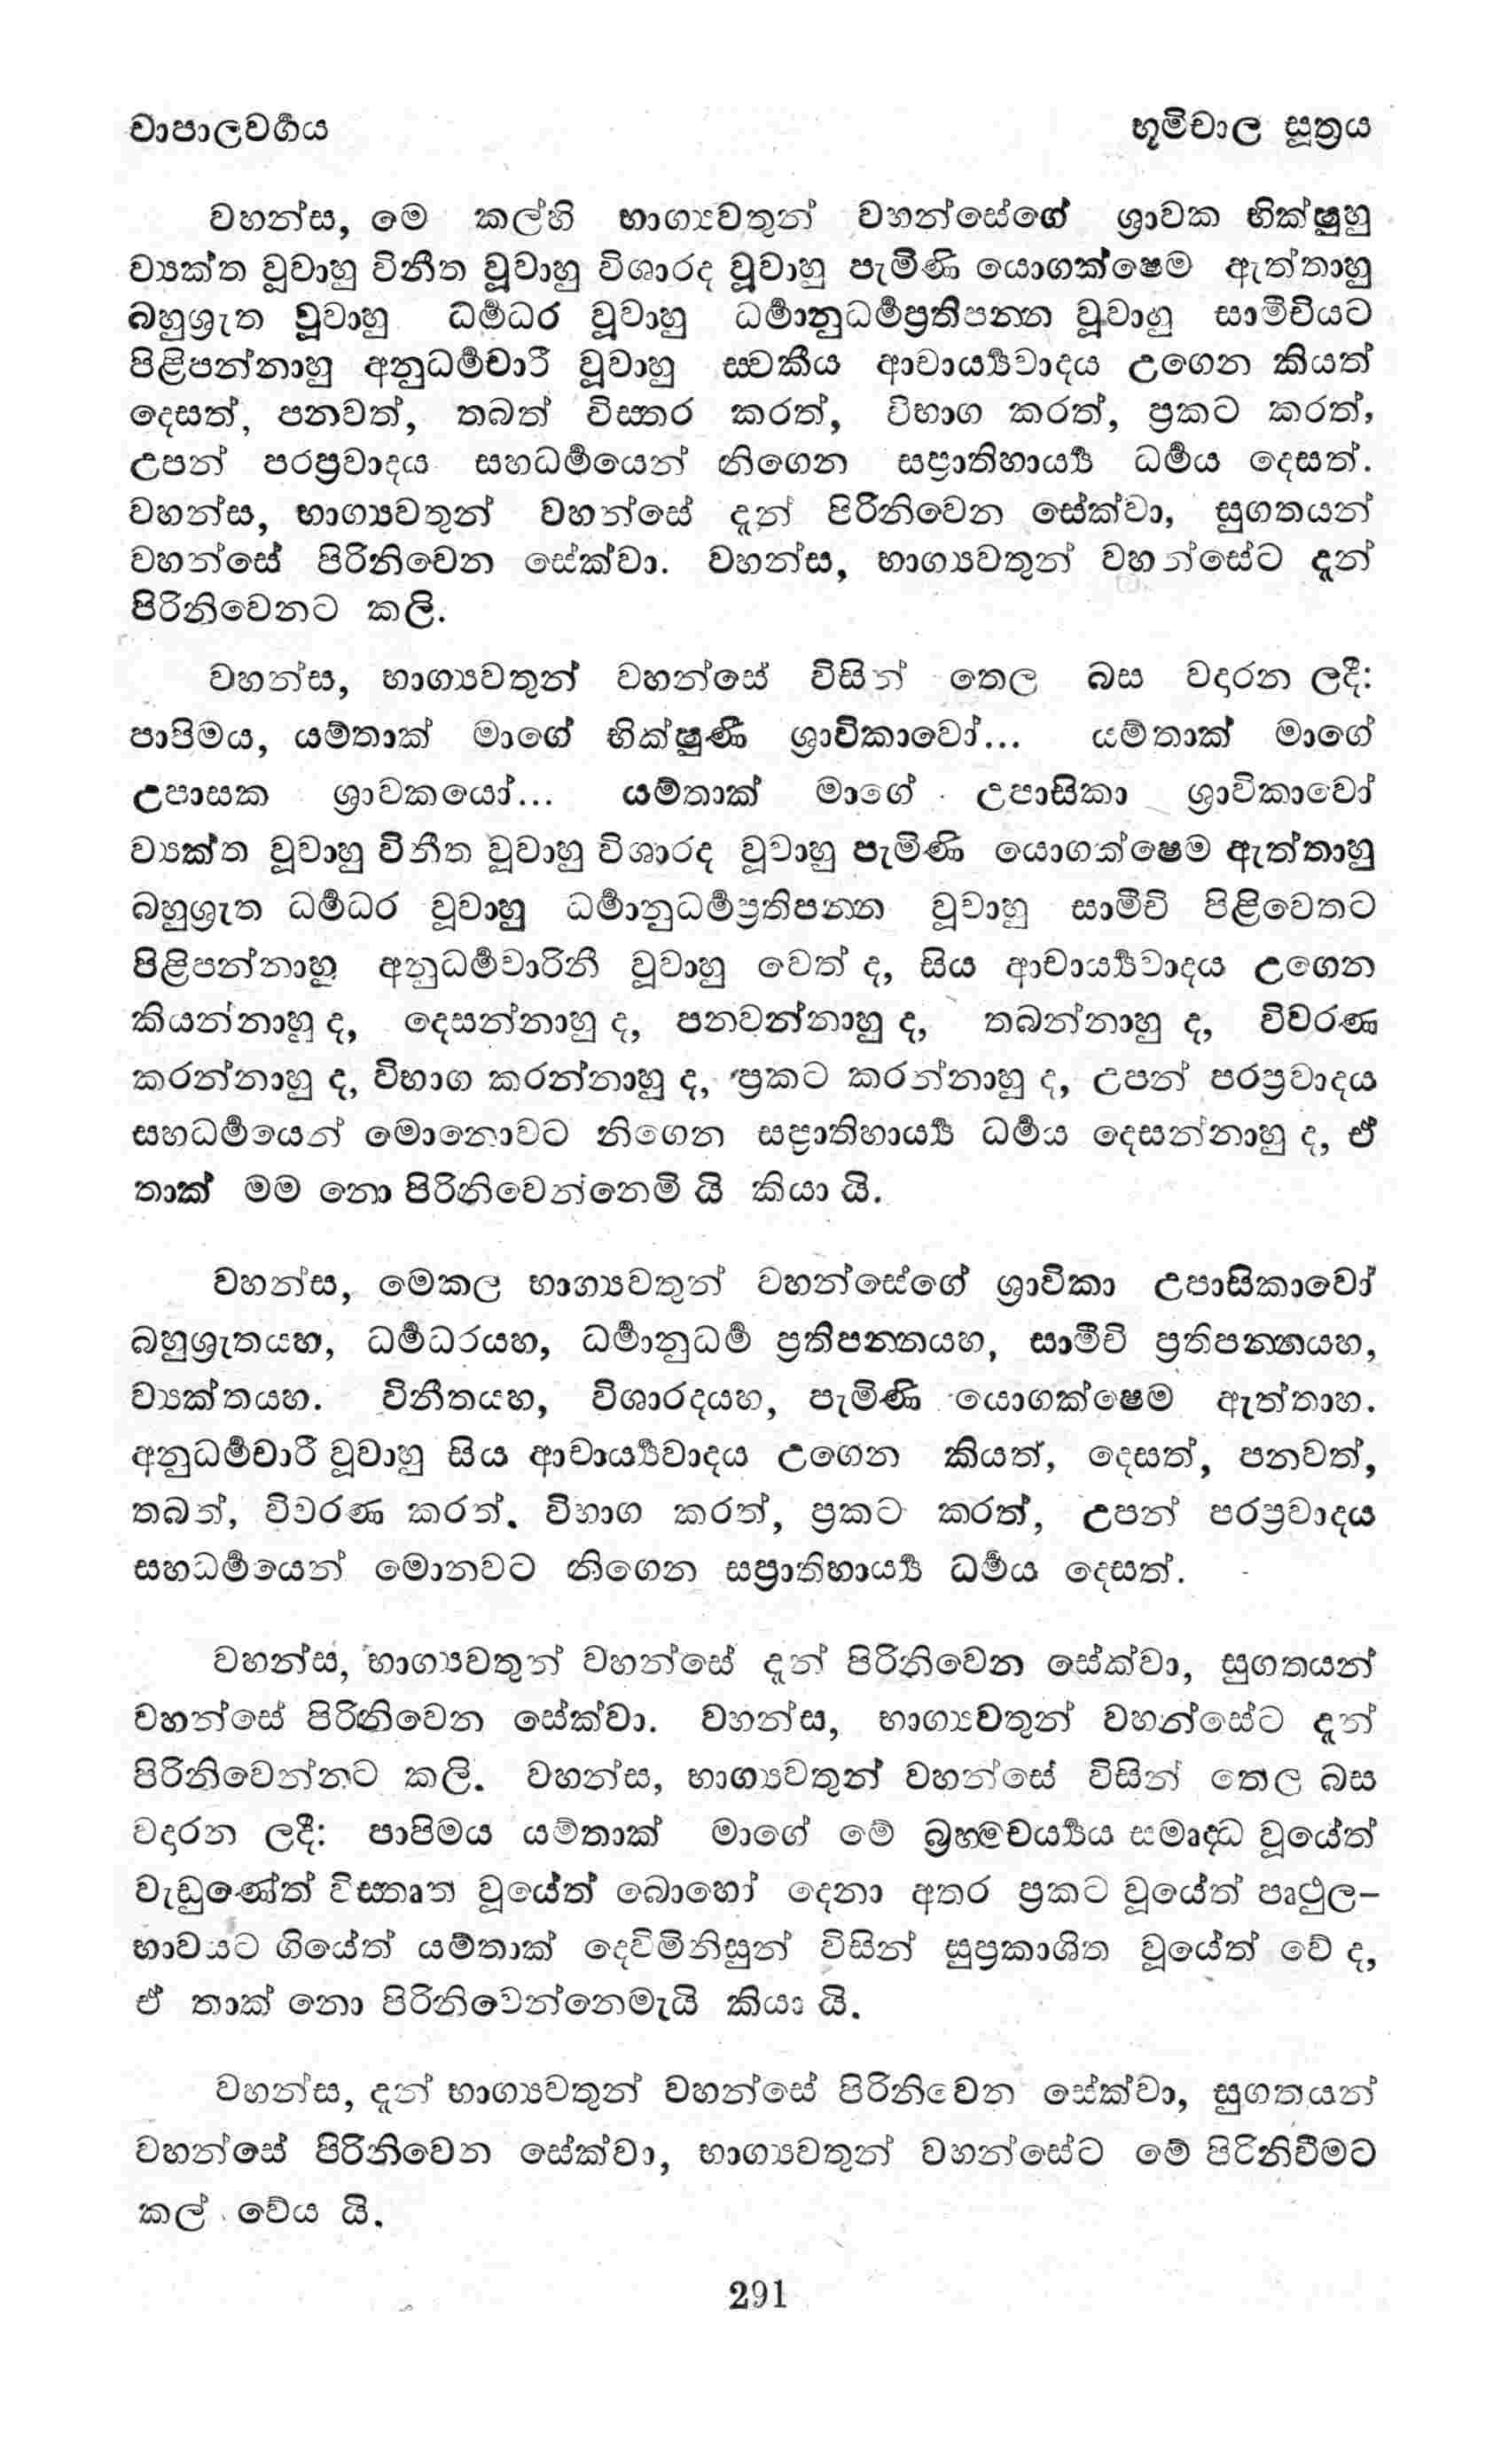 චාපාලවර්‍ගය භූමිචාල සූත්‍රය
වහන්ස, මෙ කල්හි භාග්‍යවතුන් වහන්සේගේ ශ්‍රාවක භික්ෂුහු
ව්‍යක්ත වූවාහු විනීත වූවාහු විශාරද වූවාහු පැමිණි යොගක්ෂෙම ඇත්තාහු
බහුශ්‍රැත වූවාහු ධර්‍මධර වූවාහු ධර්‍මානුධර්‍මප්‍රතිපන්‍න වූවාහු සාමීචියට
පිළිපන්නාහු අනුධර්‍මචාරී වූවාහු ස්‍වකීය ආචාර්‍ය්‍යවාදය උගෙන කියත්
දෙසත්, පනවත්, තබත් විස්තර කරත්, විභාග කරත්, ප්‍රකට කරත්,
උපන් පරප්‍රවාදය සහධර්‍මයෙන් නිගෙන සප්‍රාතිහාර්‍ය්‍ය ධර්‍මය දෙසත්.
වහන්ස, භාග්‍යවතුන් වහන්සේ දැන් පිරිනිවෙන සේක්වා, සුගතයන්
වහන්සේ පිරිනිවෙන සේක්වා. වහන්ස, භාග්‍යවතුන් වහන්සේට දැන්
පිරිනිවෙනට කලි.
වහන්ස, භාග්‍යවතුන් වහන්සේ විසින් තෙල බස වදාරන ලදී:
පාපිමය, යම්තාක් මාගේ භික්ෂුණී ශ්‍රාවිකාවෝ... යම්තාක් මාගේ
උපාසක ශ්‍රාවකයෝ... යම්තාක් මාගේ උපාසිකා ශ්‍රාවිකාවෝ
ව්‍යක්ත වූවාහු විනීත වූවාහු විශාරද වූවාහු පැමිණි යොගක්ෂෙම ඇත්තාහු
බහුශ්‍රැත ධර්‍මධර වූවාහු ධර්‍මානුධර්‍මප්‍රතිපන්‍න වූවාහු සාමීචි පිළිවෙතට
පිළිපන්නාහු අනුධර්‍මචාරිනී වූවාහු වෙත් ද, සිය ආචාර්‍ය්‍යවාදය උගෙන
කියන්නාහු ද, දෙසන්නාහු ද, පනවන්නාහු ද, තබන්නාහු ද, විවරණ
කරන්නාහු ද, විභාග කරන්නාහු ද, ප්‍රකට කරන්නාහු ද, උපන් පරප්‍රවාදය
සහධර්‍මයෙන් මොනොවට නිගෙන සප්‍රාතිහාර්‍ය්‍ය ධර්‍මය දෙසන්නාහු ද, ඒ
තාක් මම නො පිරිනිවෙන්නෙමි යි කියා යි.
වහන්ස, මෙකල භාග්‍යවතුන් වහන්සේගේ ශ්‍රාවිකා උපාසිකාවෝ
බහුශ්‍රැතයහ, ධර්‍මධරයහ, ධර්‍මානුධර්‍ම ප්‍රතිපන්‍නයහ, සාමීචි ප්‍රතිපන්‍නයහ,
ව්‍යක්තයහ. විනීතයහ, විශාරදයහ, පැමිණි යොගක්ෂෙම ඇත්තාහ.
අනුධර්‍මචාරී වූවාහු සිය ආචාර්‍ය්‍යවාදය උගෙන කියත්, දෙසත්, පනවත්,
තබත්, විවරණ කරත්. විභාග කරත්, ප්‍රකට කරත්, උපන් පරප්‍රවාදය
සහධර්‍මයෙන් මොනවට නිගෙන සප්‍රාතිහාර්‍ය්‍ය ධර්‍මය දෙසත්.
වහන්ස, භාග්‍යවතුන් වහන්සේ දැන් පිරිනිවෙන සේක්වා, සුගතයන්
වහන්සේ පිරිනිවෙන සේක්වා. වහන්ස, භාග්‍යවතුන් වහන්සේට දැන්
පිරිනිවෙන්නට කලි. වහන්ස, භාග්‍යවතුන් වහන්සේ විසින් තෙල බස
වදාරන ලදී: පාපිමය යම්තාක් මාගේ මේ බ්‍රහ්මචර්‍ය්‍යය සමෘද්ධ වූයේත්
වැඩුණේත් විස්තෘත වූයේත් බොහෝ දෙනා අතර ප්‍රකට වූයේත් පෘථුල-
භාවයට ගියේත් යම්තාක් දෙව්මිනිසුන් විසින් සුප්‍රකාශිත වූයේත් වේ ද,
ඒ තාක් නො පිරිනිවෙන්නෙමැයි කියා යි.
වහන්ස, දැන් භාග්‍යවතුන් වහන්සේ පිරිනිවෙන සේක්වා, සුගතයන්
වහන්සේ පිරිනිවෙන සේක්වා, භාග්‍යවතුන් වහන්සේට මේ පිරිනිවීමට
කල් වේය යි.
291